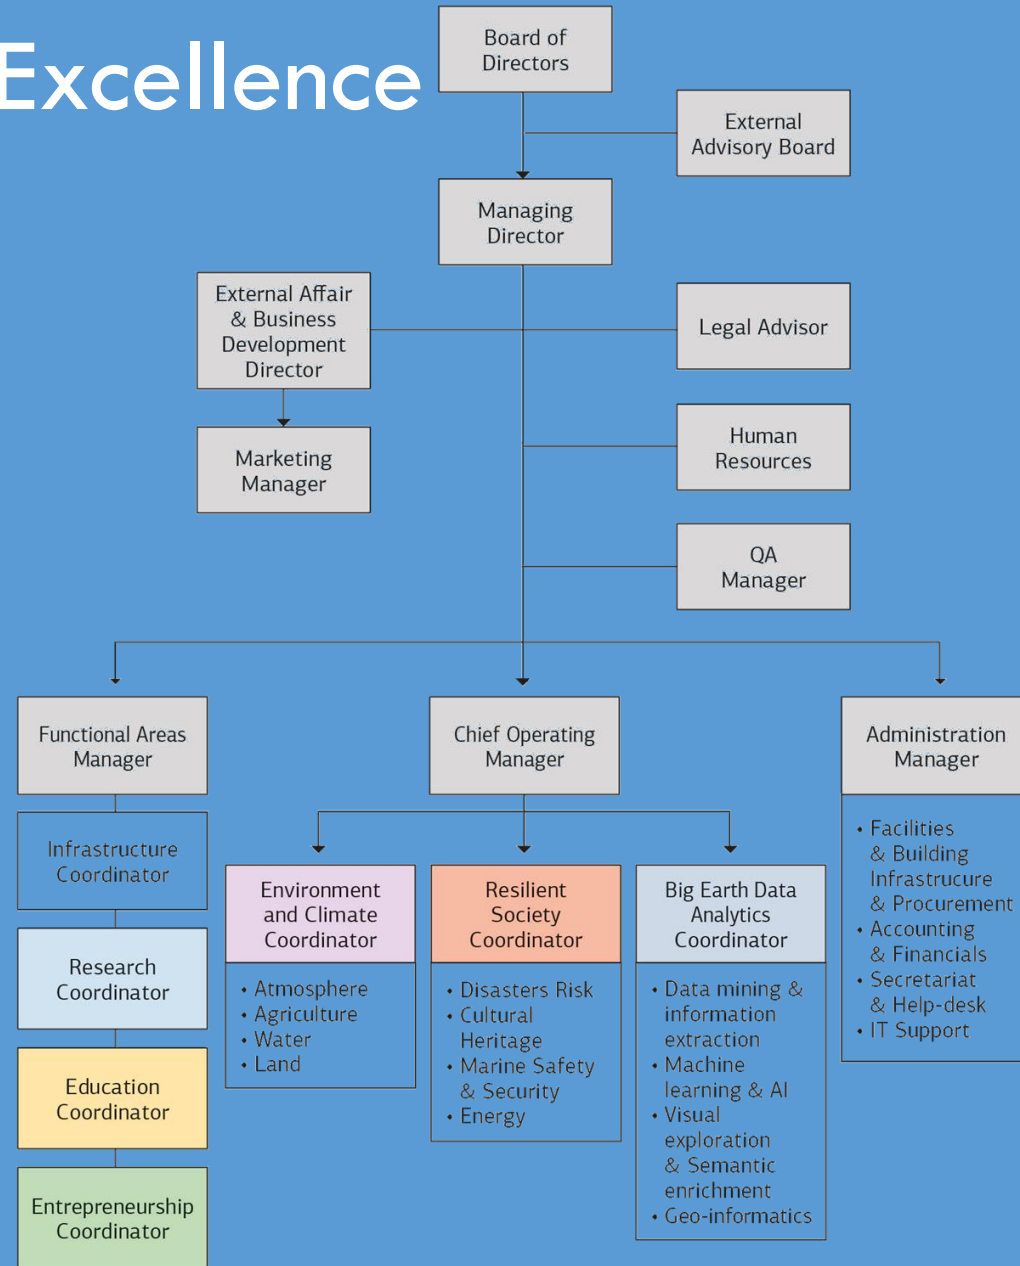 Excellence
Board of
Directors
External
Advisory Board
Managing
Director
External Affair
& Business
Development
Director
Legal Advisor
Marketing
Manager
Human
Resources
QA
Manager
Functional Areas
Manager
Chief Operating
Manager
Administration
Manager
Infrastructure
Coordinator
Research
Coordinator
Education
Coordinator
Entrepreneurship
Coordinator
Environment
and Climate
Coordinator
• Atmosphere
• Agriculture
• Water
• Land
Resilient
Society
Coordinator
• Disasters Risk
• Cultural
Heritage
• Marine Safety
& Security
• Energy
Big Earth Data
Analytics
Coordinator
• Data mining &
information
extraction
• Machine
learning & AI
• Visual
exploration
& Semantic
enrichment
• Geo-informatics
• Facilities
& Building
Infrastrucure
& Procurement
• Accounting
& Financials
• Secretariat
& Help-desk
• IT Support